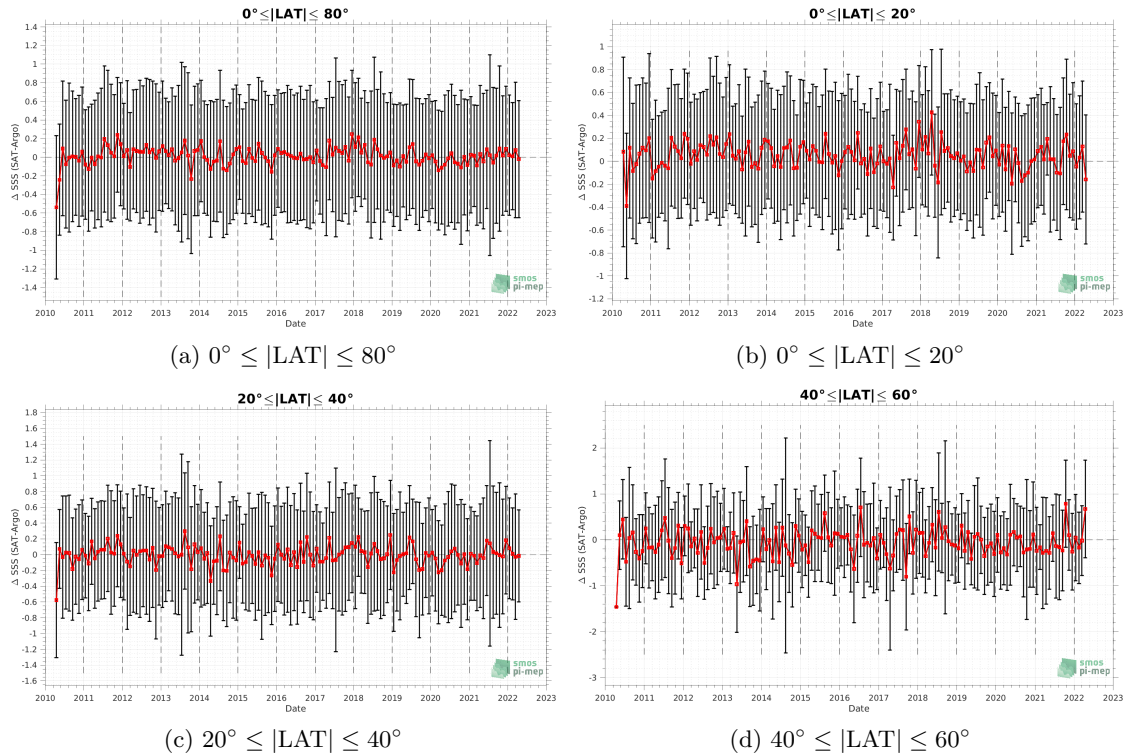 0°≤|LAT|≤ 80°
Δ SSS (SAT-Argo)
1.4
1.2
1
0.8
0.6
0.4
0.2
0
-0.2
-0.4
-0.6
-0.8
-1
-1.2
-1.4
smos
pi-mep
2010 2011 2012 2013 2014 2015 2016 2017 2018 2019 2020 2021 2022 2023
Date
(a) 0° ≤ |LAT| ≤ 80°
0°≤|LAT|≤ 20°
Δ SSS (SAT-Argo)
1
0.8
0.6
0.4
0.2
0
-0.2
-0.4
-0.6
-0.8
-1
-1.2
smos
pi-mep
2010 2011 2012 2013 2014 2015 2016 2017 2018 2019 2020 2021 2022 2023
Date
(b) 0° ≤ |LAT| ≤ 20°
20°≤|LAT|≤ 40°
Δ SSS (SAT-Argo)
1.8
1.6
1.4
1.2
1
0.8
0.6
0.4
0.2
0
-0.2
-0.4
-0.6
-0.8
-1
-1.2
-1.4
-1.6
smos
pi-mep
2010 2011 2012 2013 2014 2015 2016 2017 2018 2019 2020 2021 2022 2023
Date
(c) 20° ≤ |LAT| ≤ 40°
40°≤|LAT|≤ 60°
Δ SSS (SAT-Argo)
2
1
0
-1
-2
-3
smos
pi-mep
2010 2011 2012 2013 2014 2015 2016 2017 2018 2019 2020 2021 2022 2023
Date
(d) 40° ≤ |LAT| ≤ 60°